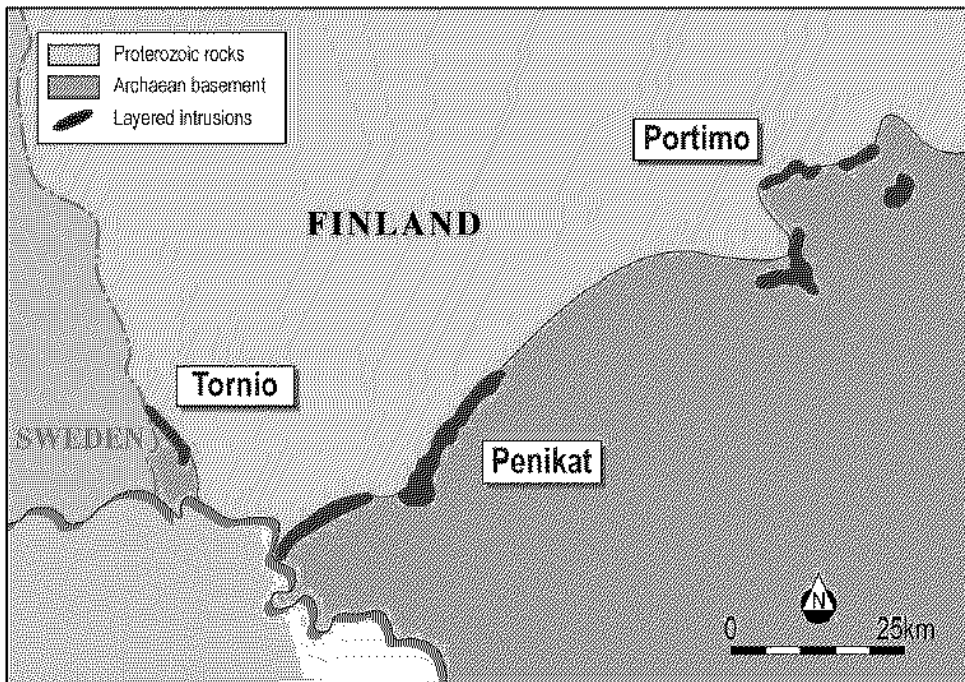 Proterozoic rocks
Archaean basement
Layered intrusions
Portimo
FINLAND
Tornio
SWEDEN
Penikat
N
0 25km